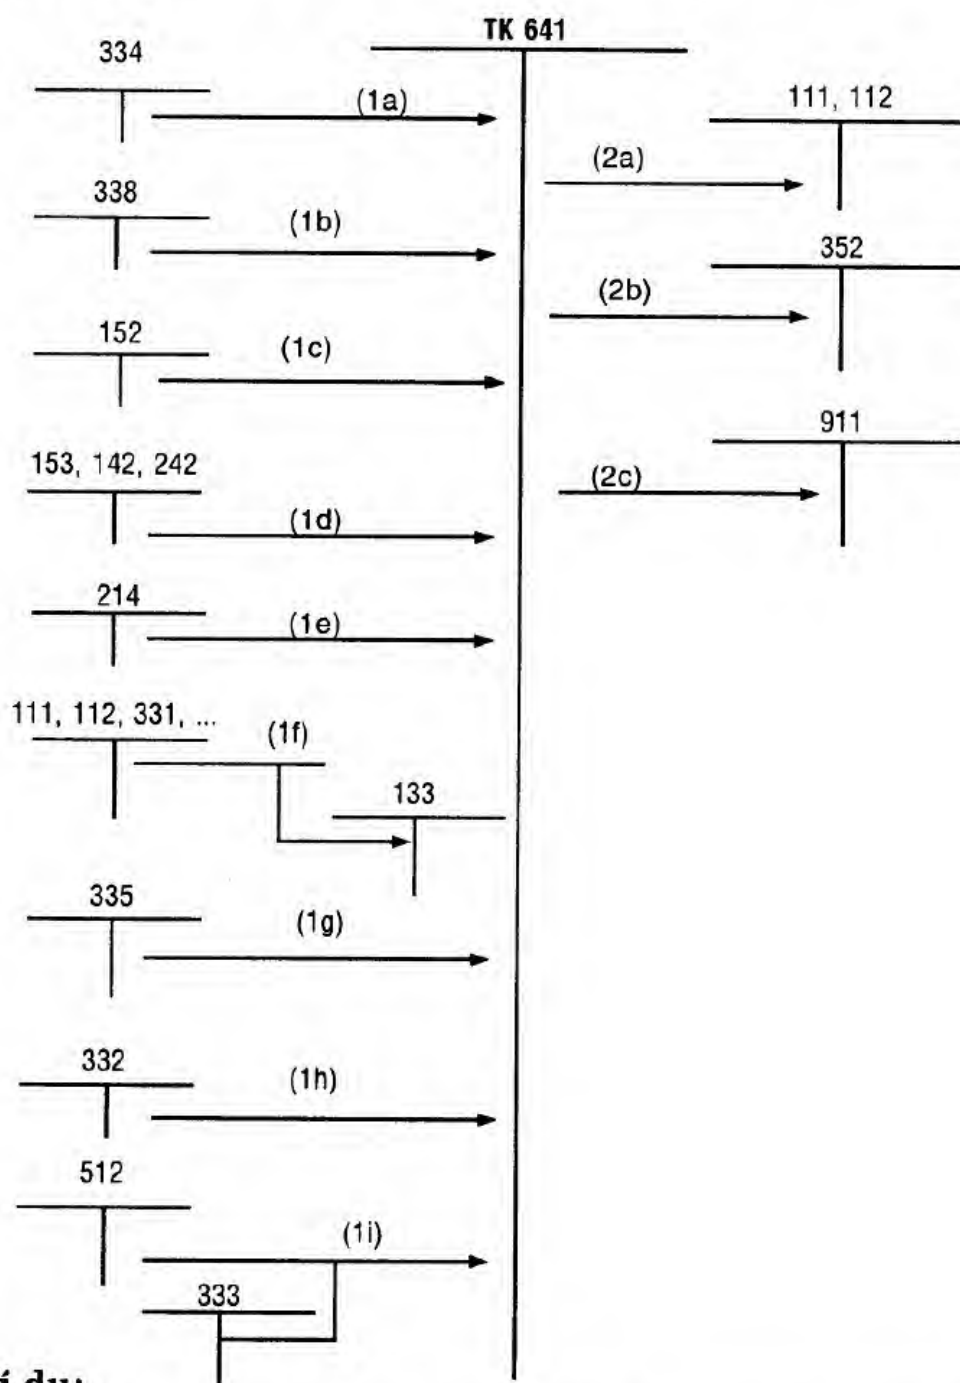 TK 641
334
(1a)
111, 112
(2a)
338
(1b)
352
(2b)
152
(1c)
911
(2c)
153, 142, 242
(1d)
214
(1e)
111, 112, 331, ...
(1f)
133
335
(1g)
332
(1h)
512
(1i)
333